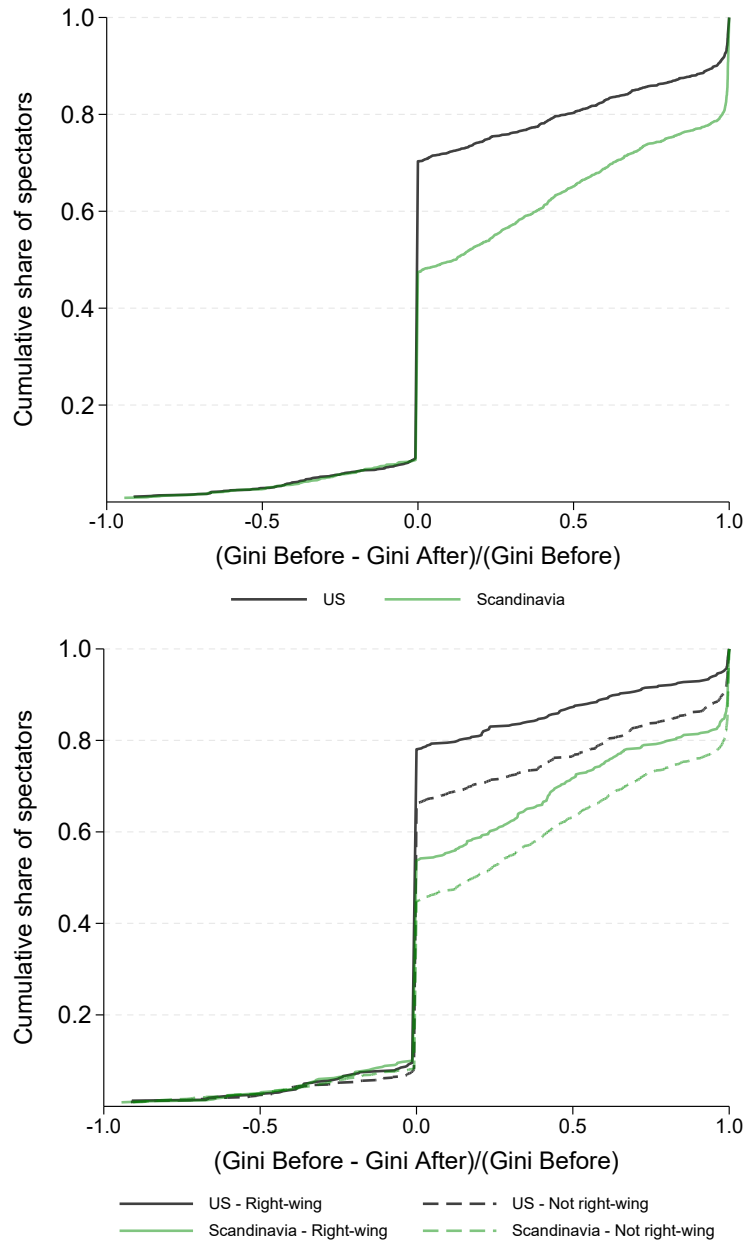 Cumulative share of spectators
1.0
0.8
0.6
0.4
0.2
-1.0 -0.5 0.0 0.5 1.0
(Gini Before - Gini After)/(Gini Before)
US Scandinavia
Cumulative share of spectators
1.0
0.8
0.6
0.4
0.2
-1.0 -0.5 0.0 0.5 1.0
(Gini Before - Gini After)/(Gini Before)
US - Right-wing US - Not right-wing
Scandinavia - Right-wing Scandinavia - Not right-wing